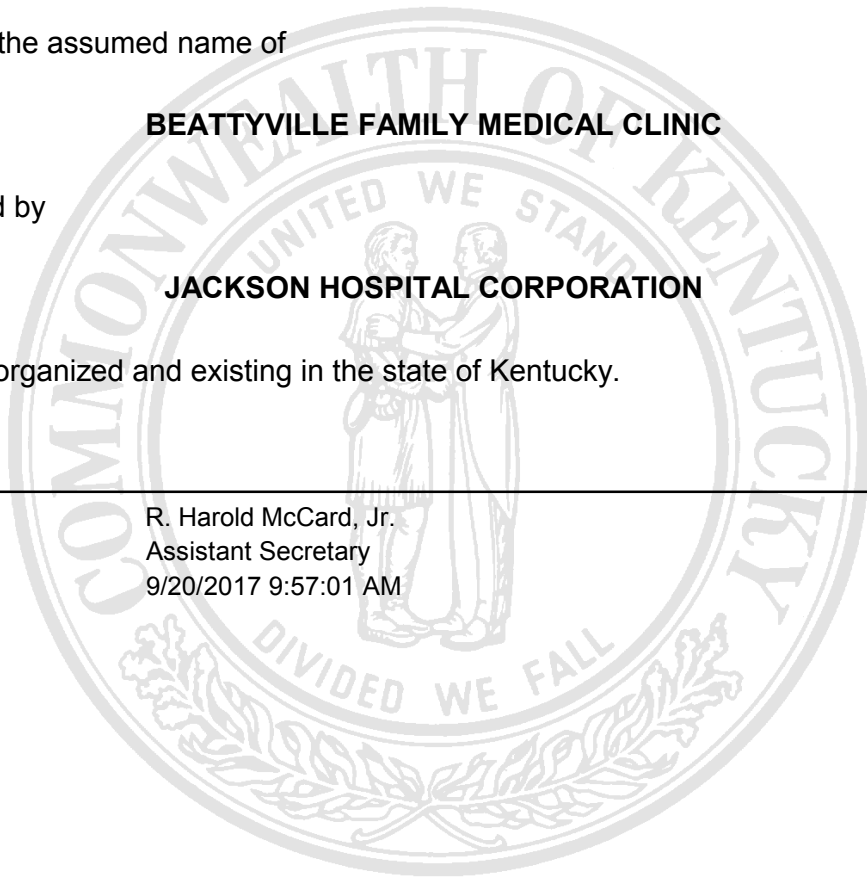 the assumed name of
BEATTYVILLE FAMILY MEDICAL CLINIC
d by
JACKSON HOSPITAL CORPORATION
organized and existing in the state of Kentucky.
R. Harold McCard, Jr.
Assistant Secretary
9/20/2017 9:57:01 AM
COMMONWEALTH OF KENTUCKY
UNITED WE STAND
DIVIDED WE FALL